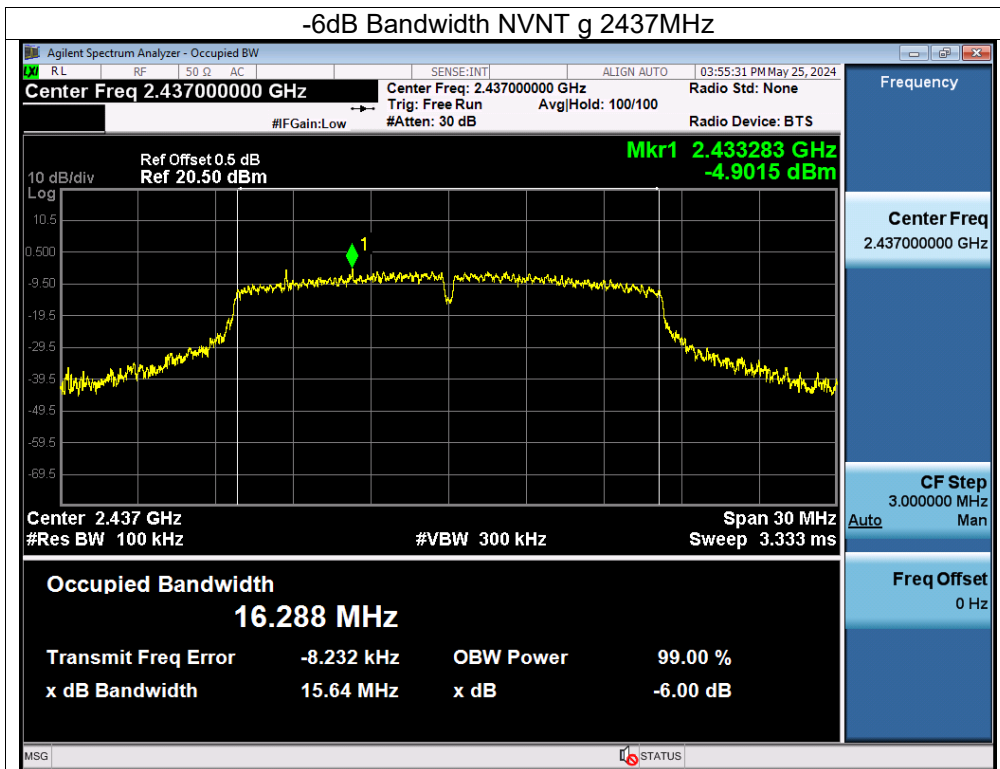 -6dB Bandwidth NVNT g 2437MHz
Agilent Spectrum Analyzer - Occupied BW
LXI RL RF 50 Ω AC SENSE:INT ALIGN AUTO 03:55:31 PM May 25, 2024
Center Freq 2.437000000 GHz Center Freq: 2.437000000 GHz Radio Std: None
Trig: Free Run Avg|Hold: 100/100
#IFGain:Low #Atten: 30 dB Radio Device: BTS
Frequency
Mkr1 2.433283 GHz
-4.9015 dBm
Ref Offset 0.5 dB
10 dB/div Ref 20.50 dBm
Log
10.5
0.500
-9.50
-19.5
-29.5
-39.5
-49.5
-59.5
-69.5
1
Center 2.437 GHz Span 30 MHz
#Res BW 100 kHz #VBW 300 kHz Sweep 3.333 ms
Center Freq
2.437000000 GHz
CF Step
3.000000 MHz
Auto Man
Freq Offset
0 Hz
Occupied Bandwidth
16.288 MHz
Transmit Freq Error -8.232 kHz OBW Power 99.00 %
x dB Bandwidth 15.64 MHz x dB -6.00 dB
MSG STATUS